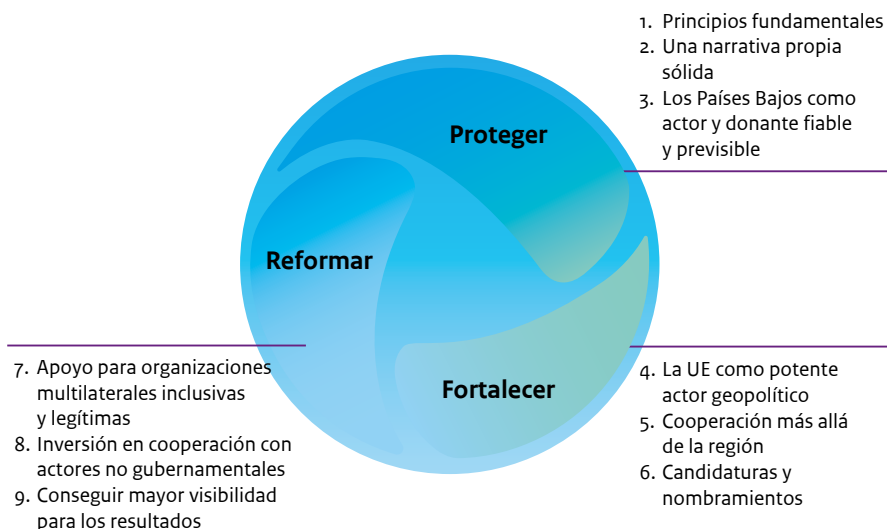 1. Principios fundamentales
2. Una narrativa propia
sólida
3. Los Países Bajos como
actor y donante fiable
y previsible
Proteger
Reformar
Fortalecer
4. La UE como potente
actor geopolítico
5. Cooperación más allá
de la región
6. Candidaturas y
nombramientos
7. Apoyo para organizaciones
multilaterales inclusivas
y legítimas
8. Inversión en cooperación con
actores no gubernamentales
9. Conseguir mayor visibilidad
para los resultados